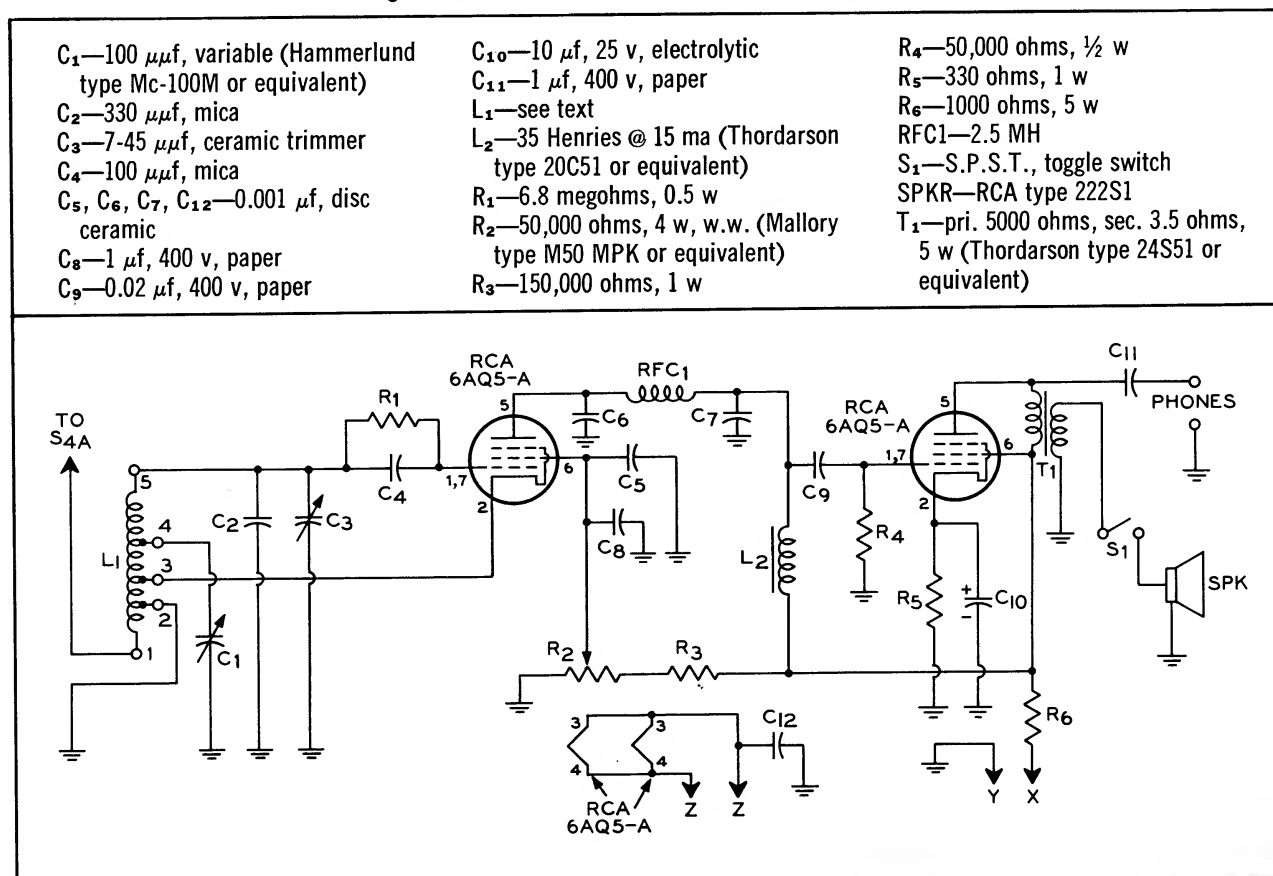 C₁—100 μμf, variable (Hammerlund
type Mc-100M or equivalent)
C₂—330 μμf, mica
C₃—7-45 μμf, ceramic trimmer
C₄—100 μμf, mica
C₅, C₆, C₇, C₁₂—0.001 μf, disc
ceramic
C₈—1 μf, 400 v, paper
C₉—0.02 μf, 400 v, paper
C₁₀—10 μf, 25 v, electrolytic
C₁₁—1 μf, 400 v, paper
L₁—see text
L₂—35 Henries @ 15 ma (Thordarson
type 20C51 or equivalent)
R₁—6.8 megohms, 0.5 w
R₂—50,000 ohms, 4 w, w.w. (Mallory
type M50 MPK or equivalent)
R₃—150,000 ohms, 1 w
R₄—50,000 ohms, ½ w
R₅—330 ohms, 1 w
R₆—1000 ohms, 5 w
RFC1—2.5 MH
S₁—S.P.S.T., toggle switch
SPKR—RCA type 222S1
T₁—pri. 5000 ohms, sec. 3.5 ohms,
5 w (Thordarson type 24S51 or
equivalent)
TO
S4A
5
4
3
2
1
L1
C1
C2
C3
R1
C4
RCA
6AQ5-A
5
1,7
6
2
C6
RFC1
C7
C5
C8
L2
C9
R4
R2
R3
RCA
6AQ5-A
5
1,7
6
2
R5
+
-
C10
T1
C11
PHONES
S1
SPK
R6
3
4
3
4
RCA
6AQ5-A
Z
Z
C12
Y
X